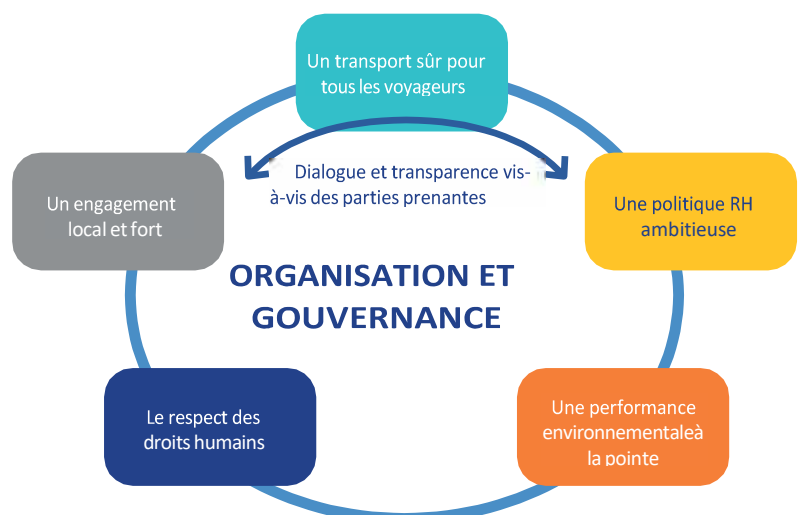 Un transport sûr pour
tous les voyageurs
Dialogue et transparence vis-
à-vis des parties prenantes
Un engagement
local et fort
Une politique RH
ambitieuse
ORGANISATION ET
GOUVERNANCE
Le respect des
droits humains
Une performance
environnementaleà
la pointe